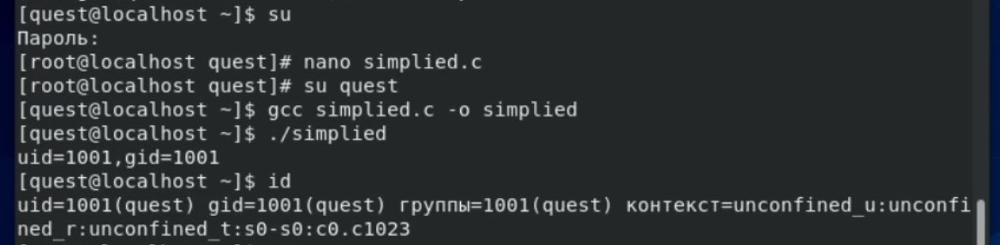 [quest@localhost ~]$ su
Пароль:
[root@localhost quest]# nano simplied.c
[root@localhost quest]# su quest
[quest@localhost ~]$ gcc simplied.c -o simplied
[quest@localhost ~]$ ./simplied
uid=1001,gid=1001
[quest@localhost ~]$ id
uid=1001(quest) gid=1001(quest) группы=1001(quest) контекст=unconfined_u:unconfi
ned_r:unconfined_t:s0-s0:c0.c1023